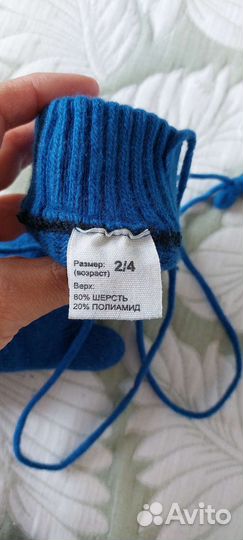 Размер: 2/4
(возраст)
Верх:
80% ШЕРСТЬ
20% ПОЛИАМИД
Avito